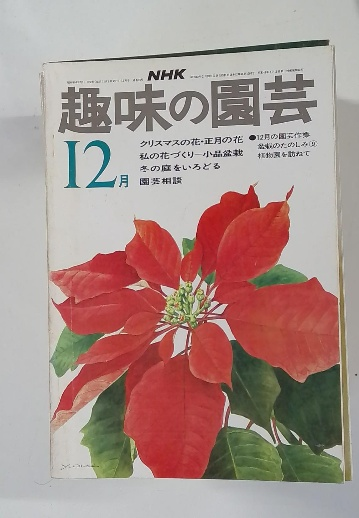 NHK
趣味の園芸
12月
クリスマスの花・正月の花
私の花づくり―小品盆栽
冬の庭をいろどる
園芸相談
●12月の園芸作業
盆栽のたのしみ⑨
植物園を訪ねて